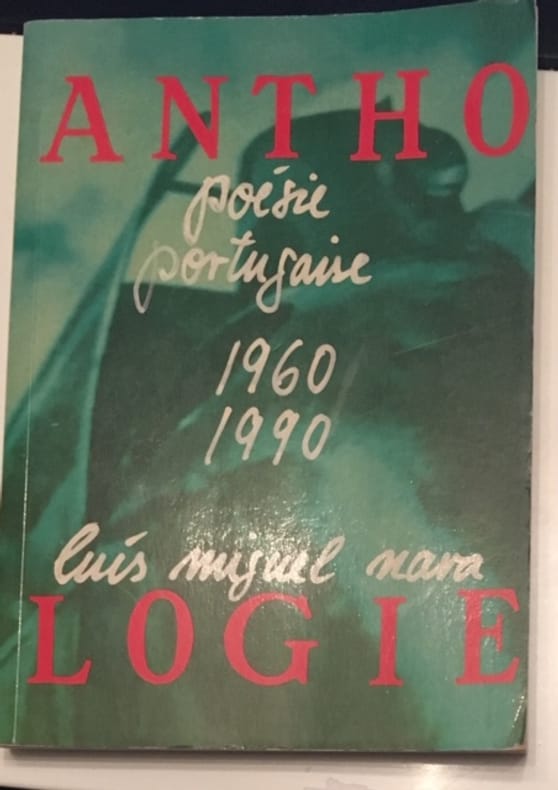 ANTHO
poésie
portugaise
1960
1990
luís miguel nava
LOGIE